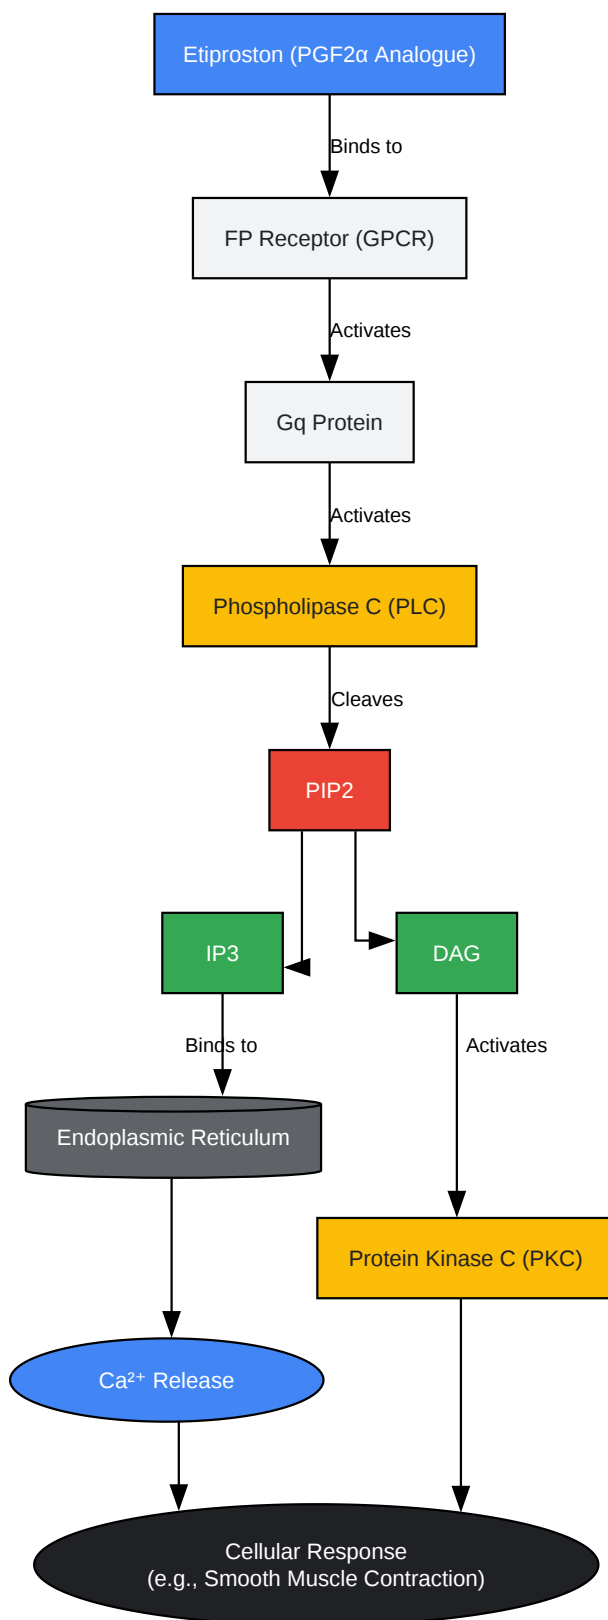 Etiproston (PGF2α Analogue)
Binds to
FP Receptor (GPCR)
Activates
Gq Protein
Activates
Phospholipase C (PLC)
Cleaves
PIP2
IP3
DAG
Binds to
Activates
Endoplasmic Reticulum
Protein Kinase C (PKC)
Ca²⁺ Release
Cellular Response
(e.g., Smooth Muscle Contraction)